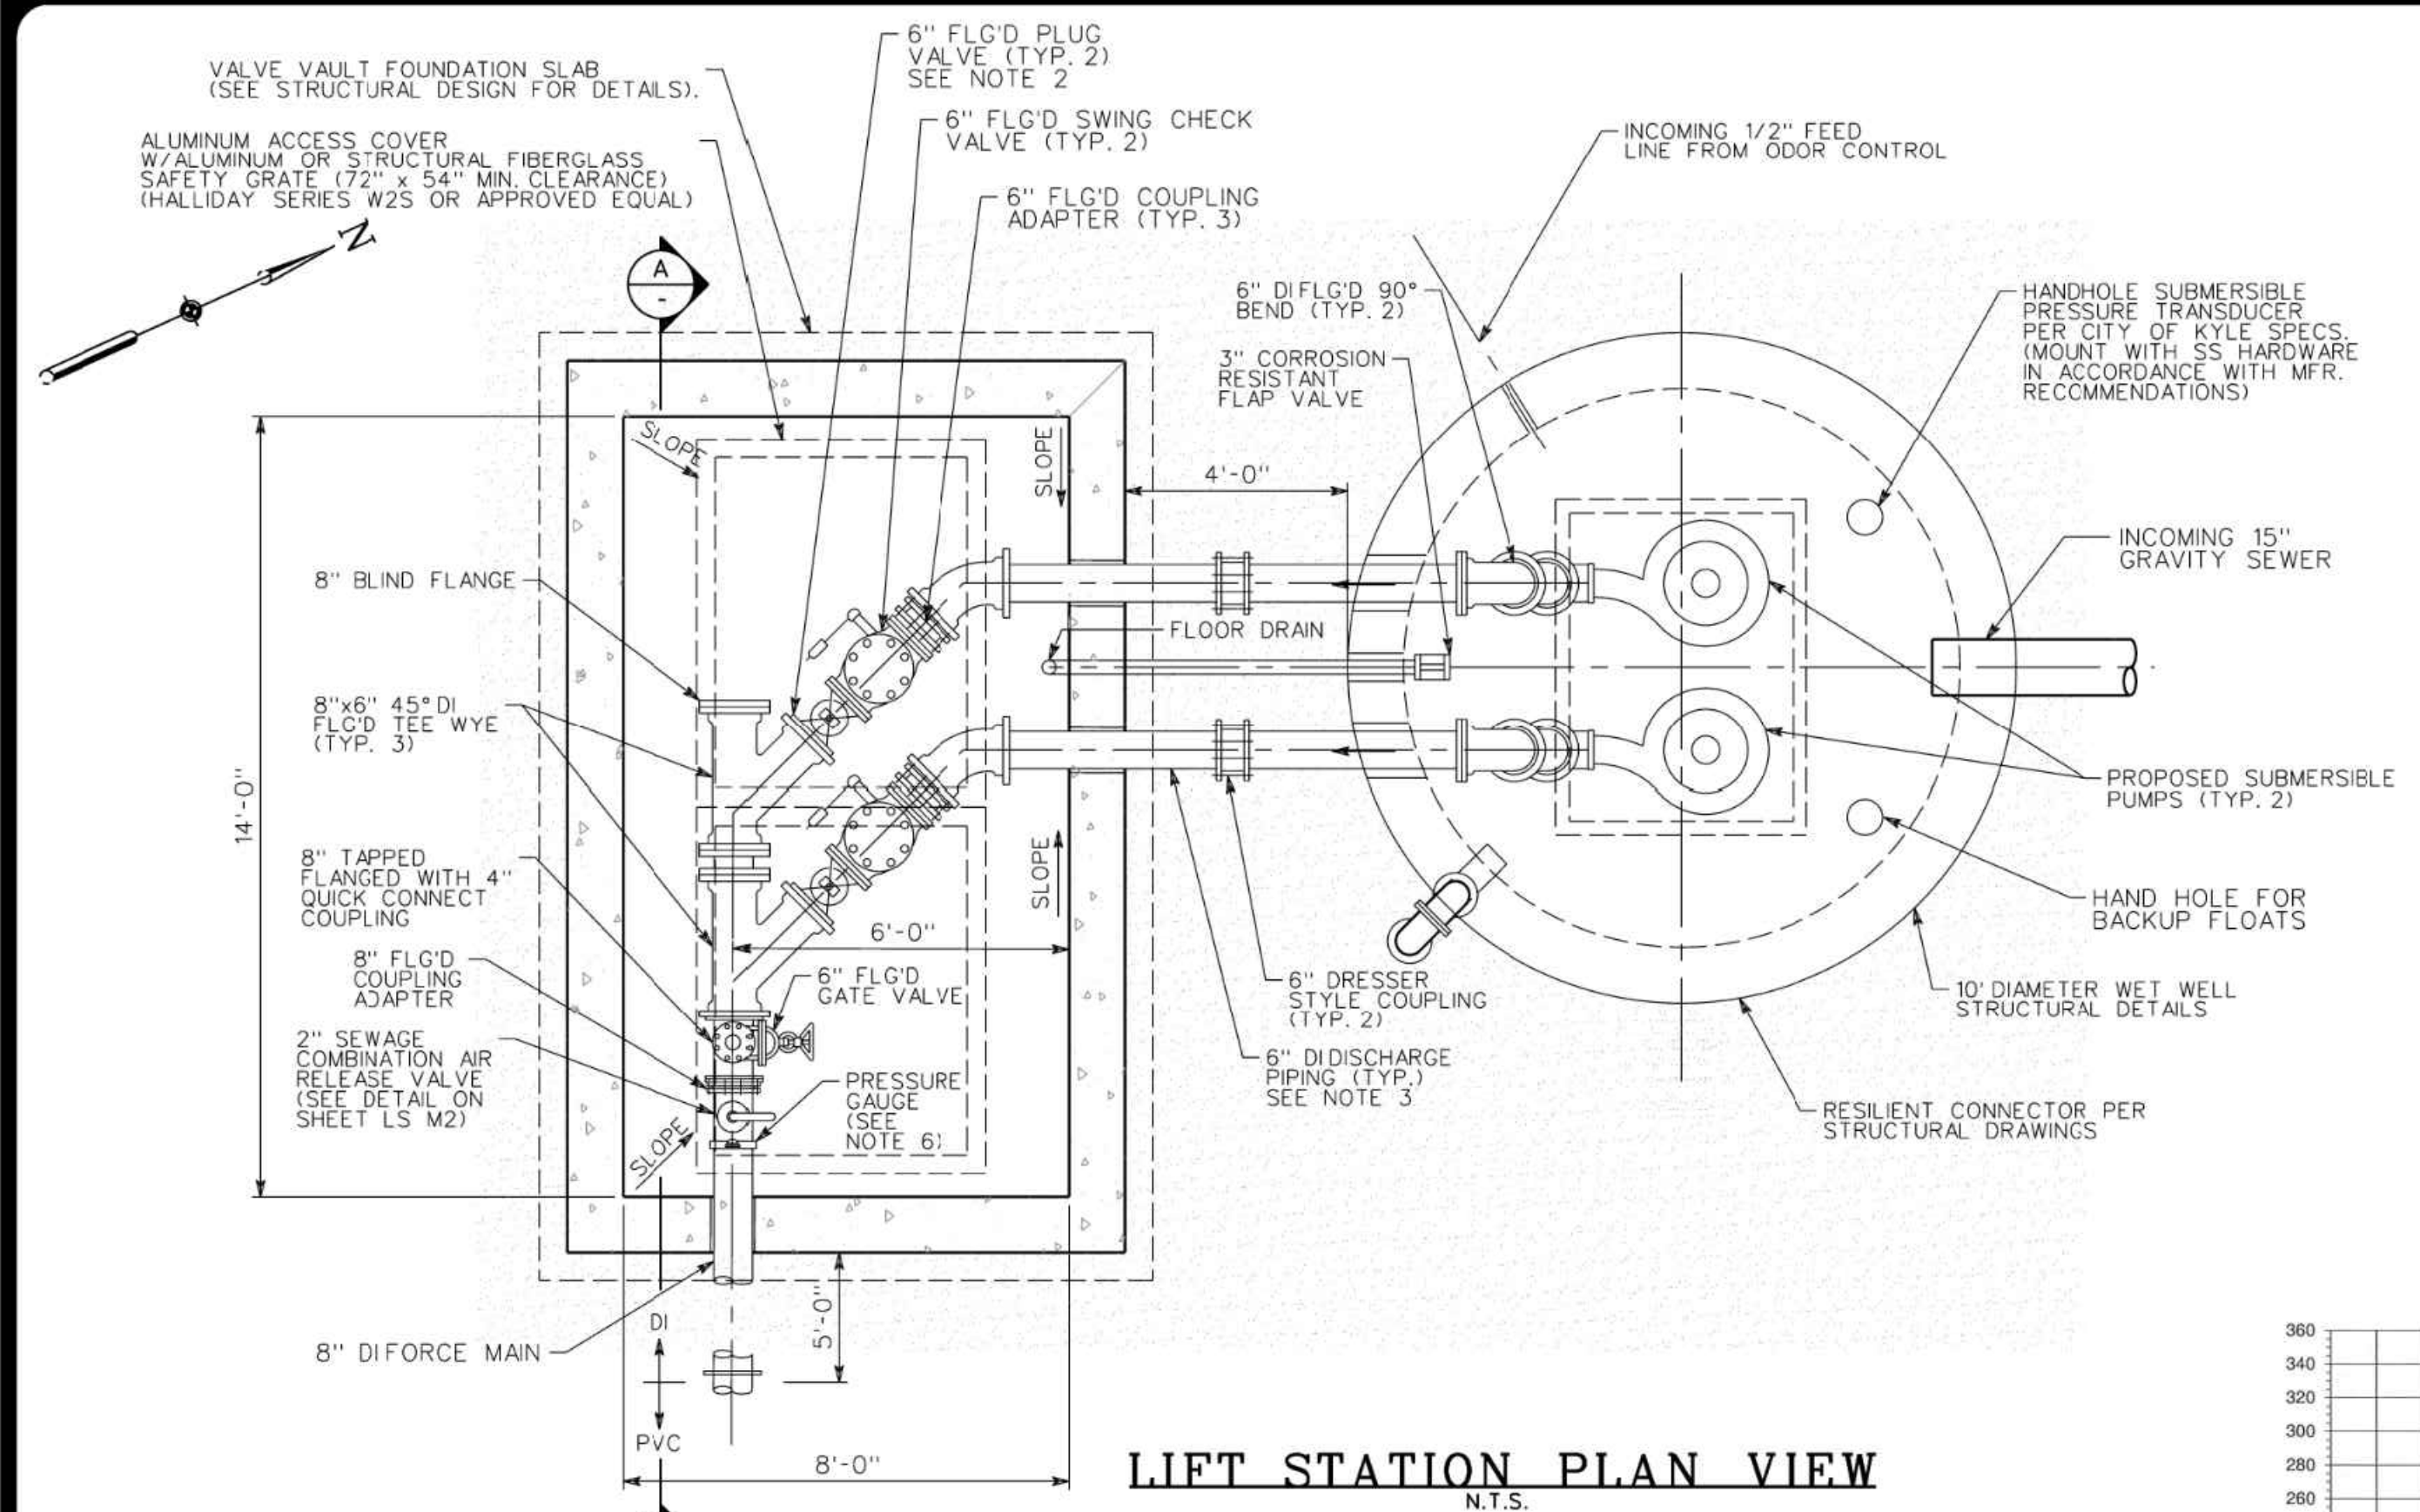 6" FLG'D PLUG
VALVE (TYP. 2)
SEE NOTE 2
VALVE VAULT FOUNDATION SLAB
(SEE STRUCTURAL DESIGN FOR DETAILS).
6" FLG'D SWING CHECK
VALVE (TYP. 2)
INCOMING 1/2" FEED
LINE FROM ODOR CONTROL
ALUMINUM ACCESS COVER
W/ALUMINUM OR STRUCTURAL FIBERGLASS
SAFETY GRATE (72" x 54" MIN. CLEARANCE)
(HALLIDAY SERIES W2S OR APPROVED EQUAL)
6" FLG'D COUPLING
ADAPTER (TYP. 3)
N
A
-
6" DI FLG'D 90°
BEND (TYP. 2)
HANDHOLE SUBMERSIBLE
PRESSURE TRANSDUCER
PER CITY OF KYLE SPECS.
(MOUNT WITH SS HARDWARE
IN ACCORDANCE WITH MFR.
RECOMMENDATIONS)
3" CORROSION
RESISTANT
FLAP VALVE
SLOPE
SLOPE
4'-0"
INCOMING 15"
GRAVITY SEWER
8" BLIND FLANGE
FLOOR DRAIN
8"x6" 45° DI
FLG'D TEE WYE
(TYP. 3)
14'-0"
PROPOSED SUBMERSIBLE
PUMPS (TYP. 2)
8" TAPPED
FLANGED WITH 4"
QUICK CONNECT
COUPLING
SLOPE
HAND HOLE FOR
BACKUP FLOATS
6'-0"
8" FLG'D
COUPLING
ADAPTER
6" FLG'D
GATE VALVE
6" DRESSER
STYLE COUPLING
(TYP. 2)
10' DIAMETER WET WELL
STRUCTURAL DETAILS
2" SEWAGE
COMBINATION AIR
RELEASE VALVE
(SEE DETAIL ON
SHEET LS M2)
PRESSURE
GAUGE
(SEE
NOTE 6)
6" DI DISCHARGE
PIPING (TYP.)
SEE NOTE 3
RESILIENT CONNECTOR PER
STRUCTURAL DRAWINGS
SLOPE
8" DI FORCE MAIN
DI
5'-0"
PVC
8'-0"
LIFT STATION PLAN VIEW
N.T.S.
360
340
320
300
280
260